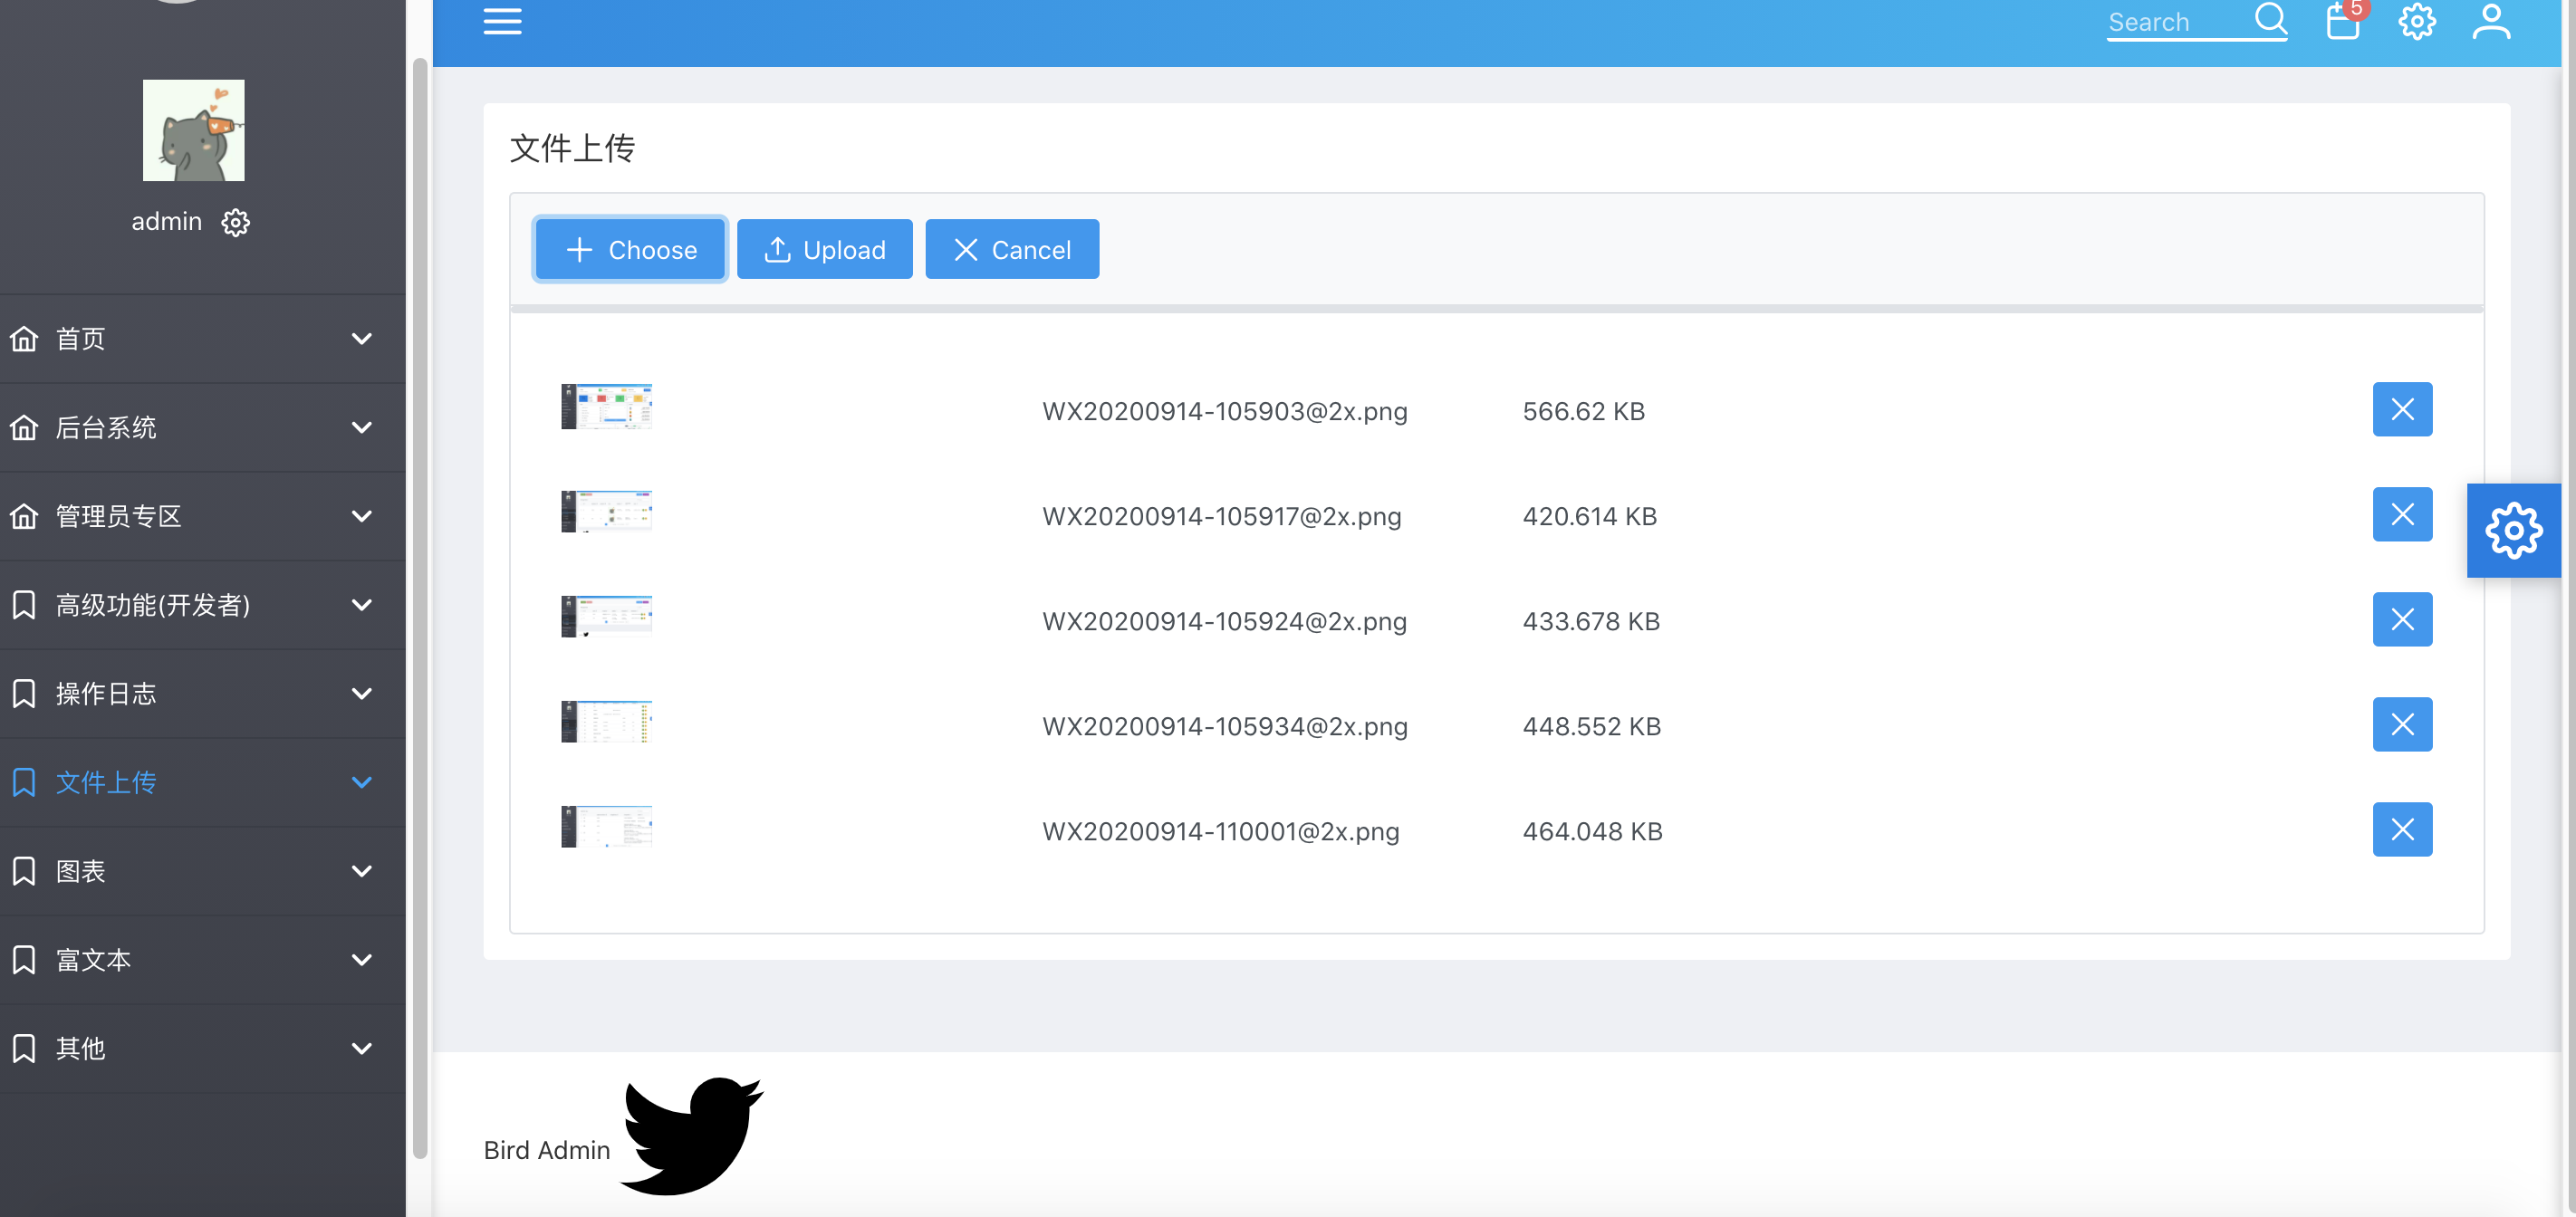 Search
5
admin
首页
后台系统
管理员专区
高级功能(开发者)
操作日志
文件上传
图表
富文本
其他
文件上传
Choose
Upload
Cancel
WX20200914-105903@2x.png 566.62 KB
WX20200914-105917@2x.png 420.614 KB
WX20200914-105924@2x.png 433.678 KB
WX20200914-105934@2x.png 448.552 KB
WX20200914-110001@2x.png 464.048 KB
Bird Admin